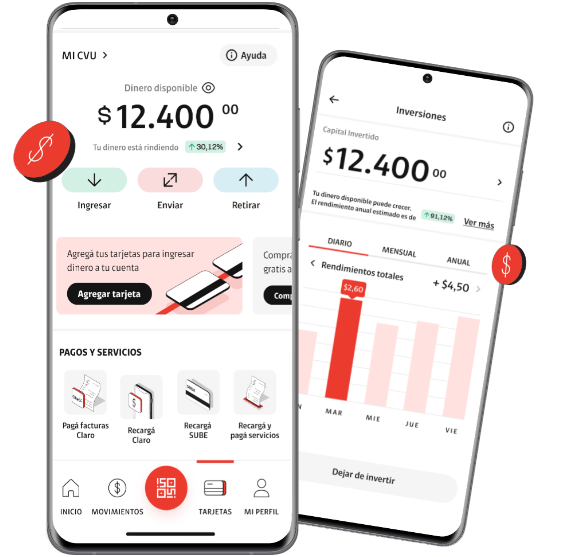 MI CVU
Ayuda
Dinero disponible
$12.400 00
Tu dinero está rindiendo 30,12%
Ingresar
Enviar
Retirar
Agregá tus tarjetas para ingresar
dinero a tu cuenta
Agregar tarjeta
Compr
gratis a
Comp
PAGOS Y SERVICIOS
Pagá facturas
Claro
Recargá
Claro
Recargá
SUBE
Recargá y
pagá servicios
INICIO
MOVIMIENTOS
TARJETAS
MI PERFIL
Inversiones
Capital Invertido
$12.400 00
Tu dinero disponible puede crecer.
El rendimiento anual estimado es de 91,12%
Ver más
DIARIO
MENSUAL
ANUAL
Rendimientos totales
+ $4,50
$2,60
N
MAR
MIE
JUE
VIE
Dejar de invertir
$
$